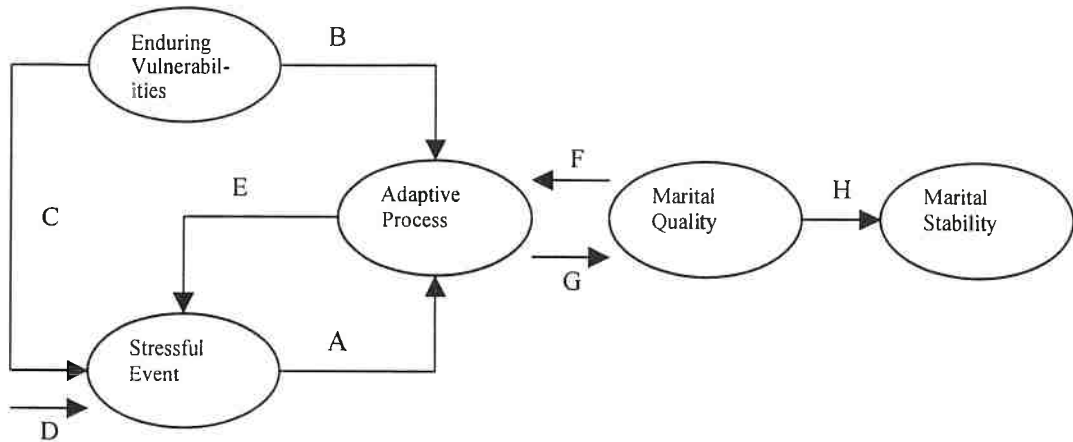 Enduring
Vulnerabil-
ities
B
C
E
Adaptive
Process
F
G
Marital
Quality
H
Marital
Stability
Stressful
Event
A
D